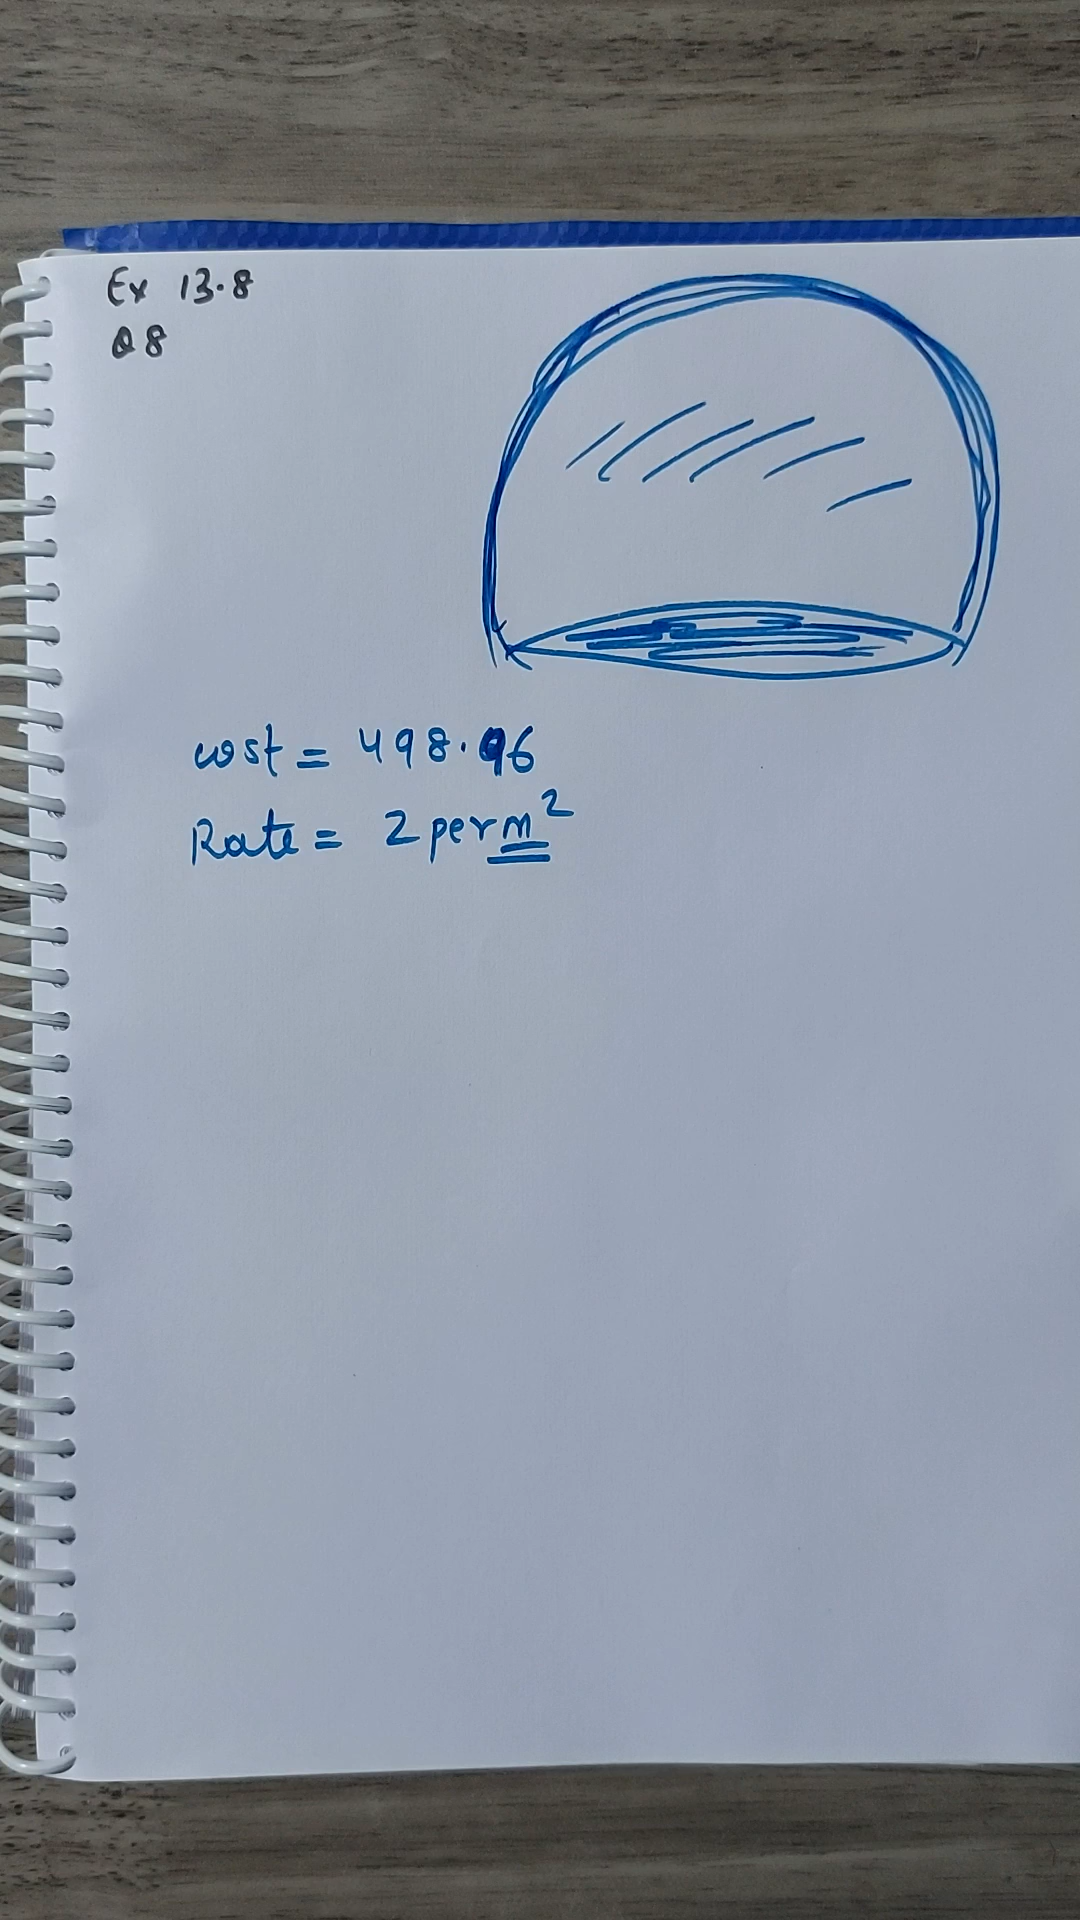 Ex 13.8
Q8
cost = 498.96
Rate = 2 per m²